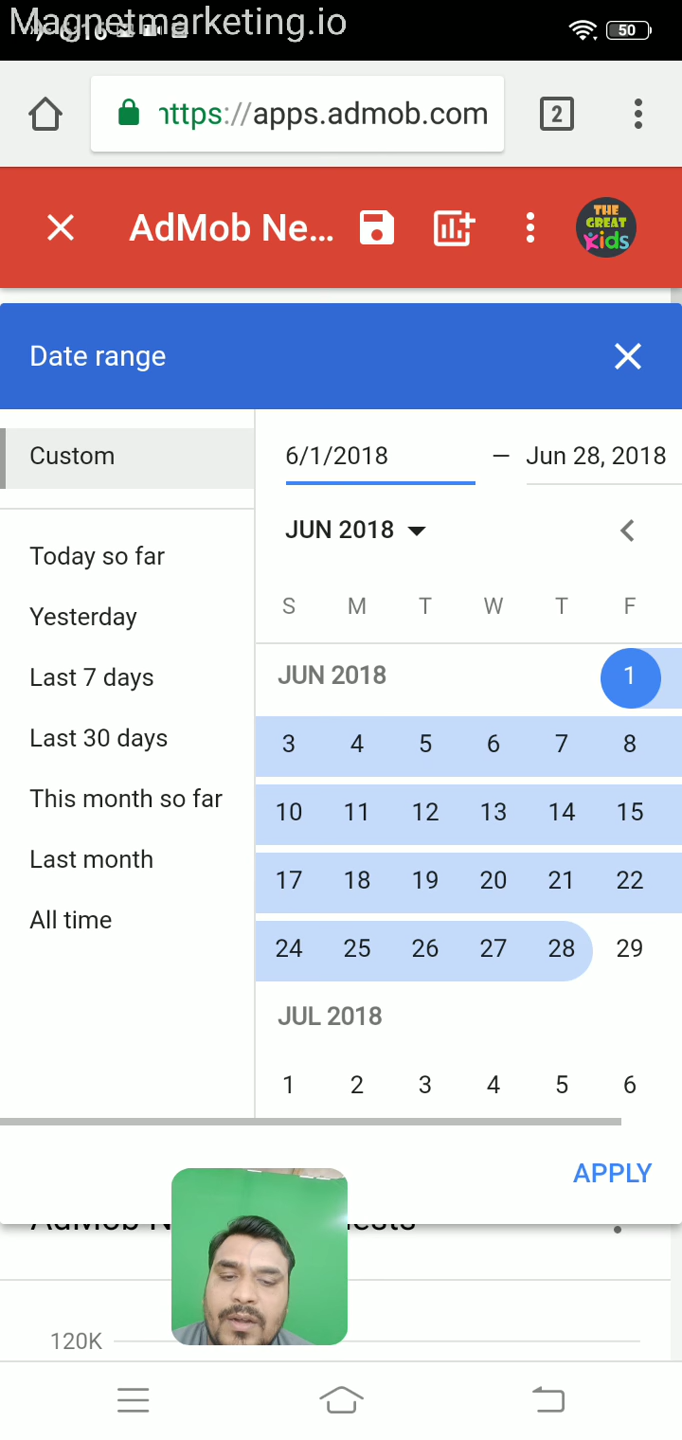 Magnetmarketing.io
50
https://apps.admob.com
2
AdMob Ne...
THE
GREAT
Kids
Date range
Custom
6/1/2018 – Jun 28, 2018
JUN 2018
S M T W T F
JUN 2018
1
Today so far
Yesterday
Last 7 days
Last 30 days
This month so far
Last month
All time
3 4 5 6 7 8
10 11 12 13 14 15
17 18 19 20 21 22
24 25 26 27 28 29
JUL 2018
1 2 3 4 5 6
APPLY
120K